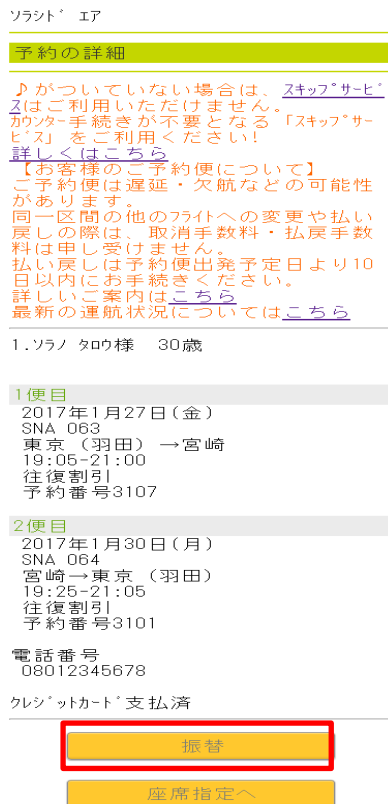 ソラシド エア
予約の詳細
♪がついていない場合は、スキップサービ
スはご利用いただけません。
カウンター手続きが不要となる「スキップサー
ビス」をご利用ください!
詳しくはこちら
【お客様のご予約便について】
ご予約便は遅延・欠航などの可能性
があります。
同一区間の他のフライトへの変更や払い
戻しの際は、取消手数料・払戻手数
料は申し受けません。
払い戻しは予約便出発予定日より10
日以内にお手続きください。
詳しいご案内はこちら
最新の運航状況についてはこちら
1.ソラノ タロウ様 30歳
1便目
2017年1月27日(金)
SNA 063
東京(羽田)→宮崎
19:05-21:00
往復割引
予約番号3107
2便目
2017年1月30日(月)
SNA 064
宮崎→東京(羽田)
19:25-21:05
往復割引
予約番号3101
電話番号
08012345678
クレジットカード支払済
振替
座席指定へ